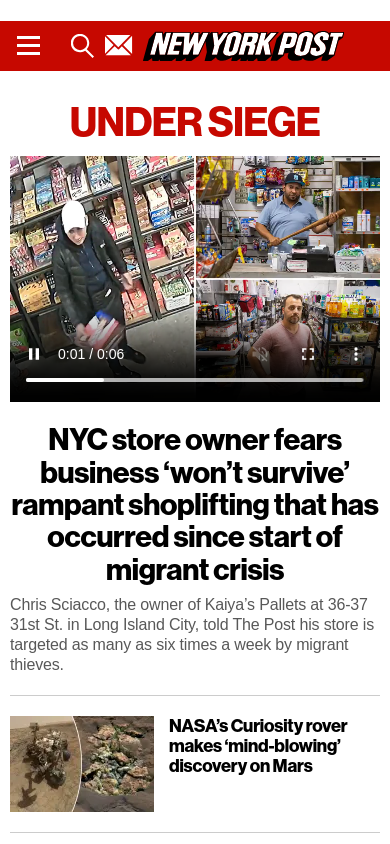 NEW YORK POST
UNDER SIEGE
0:01 / 0:06
NYC store owner fears
business ‘won’t survive’
rampant shoplifting that has
occurred since start of
migrant crisis
Chris Sciacco, the owner of Kaiya’s Pallets at 36-37
31st St. in Long Island City, told The Post his store is
targeted as many as six times a week by migrant
thieves.
NASA’s Curiosity rover
makes ‘mind-blowing’
discovery on Mars